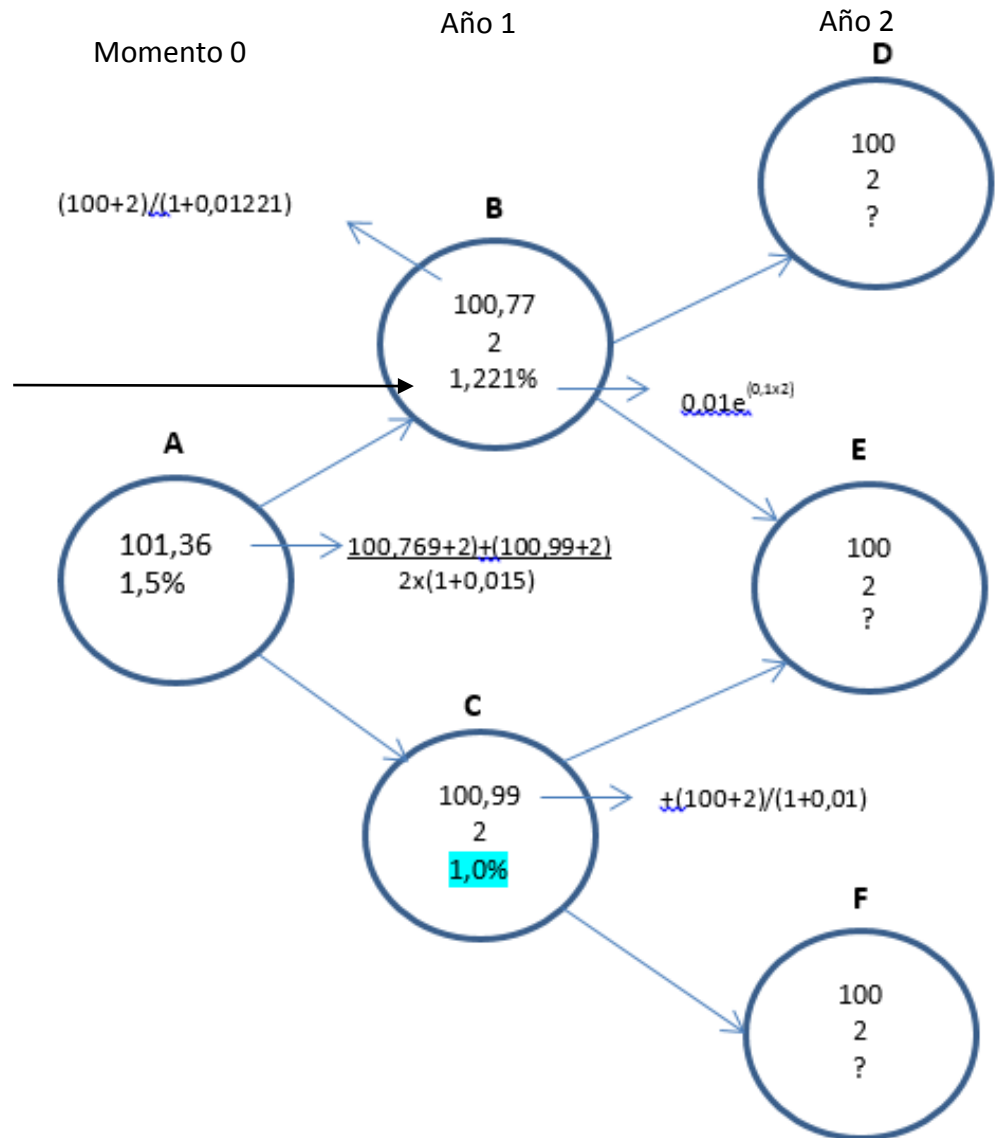 Momento 0
Año 1
Año 2
D
100
2
?
(100+2)/(1+0,01221)
B
100,77
2
1,221%
0,01e (0,1x2)
A
101,36
1,5%
100,769+2)+(100,99+2)
2x(1+0,015)
E
100
2
?
C
100,99
2
1,0%
+(100+2)/(1+0,01)
F
100
2
?